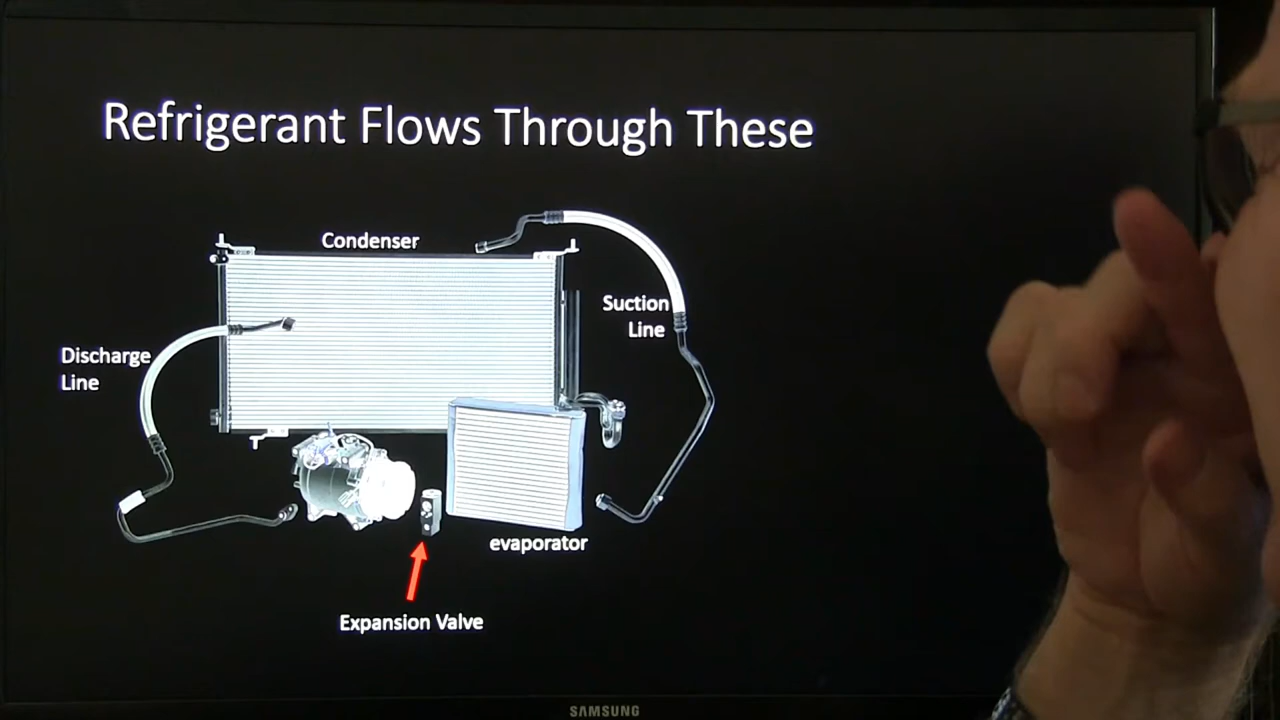 Refrigerant Flows Through These
Condenser
Suction
Line
Discharge
Line
evaporator
Expansion Valve
SAMSUNG